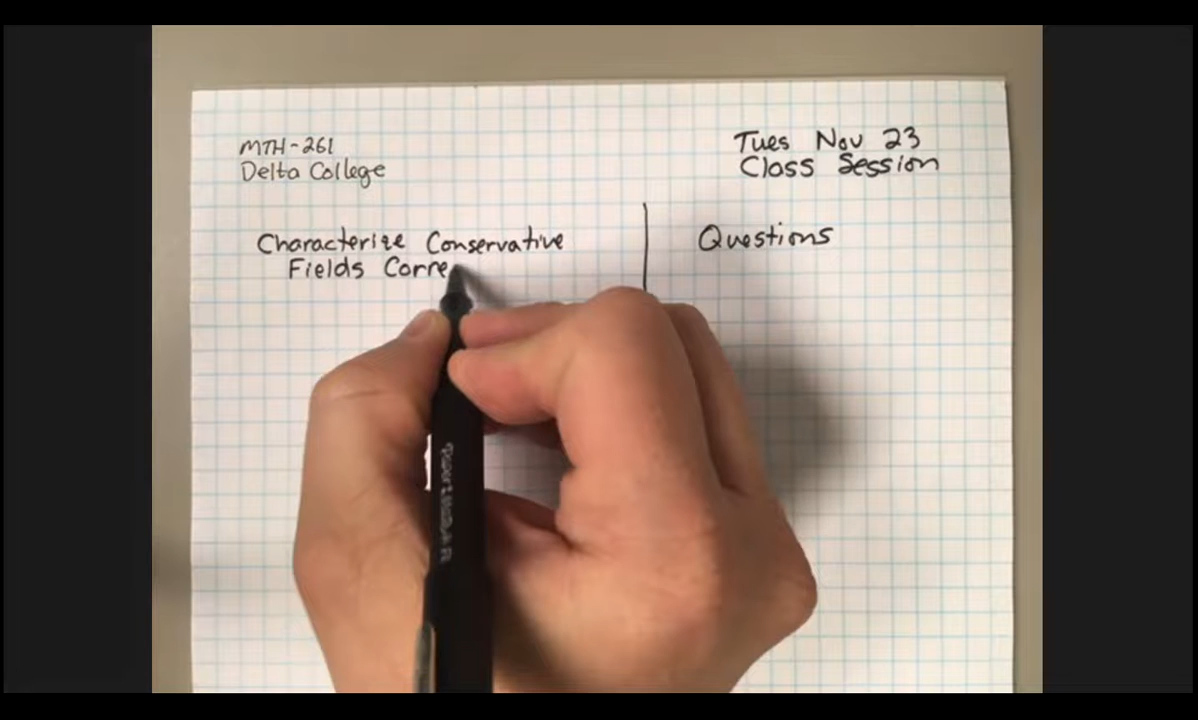 MTH-261
Delta College
Tues Nov 23
Class Session
Characterize Conservative
Fields Corre
Questions